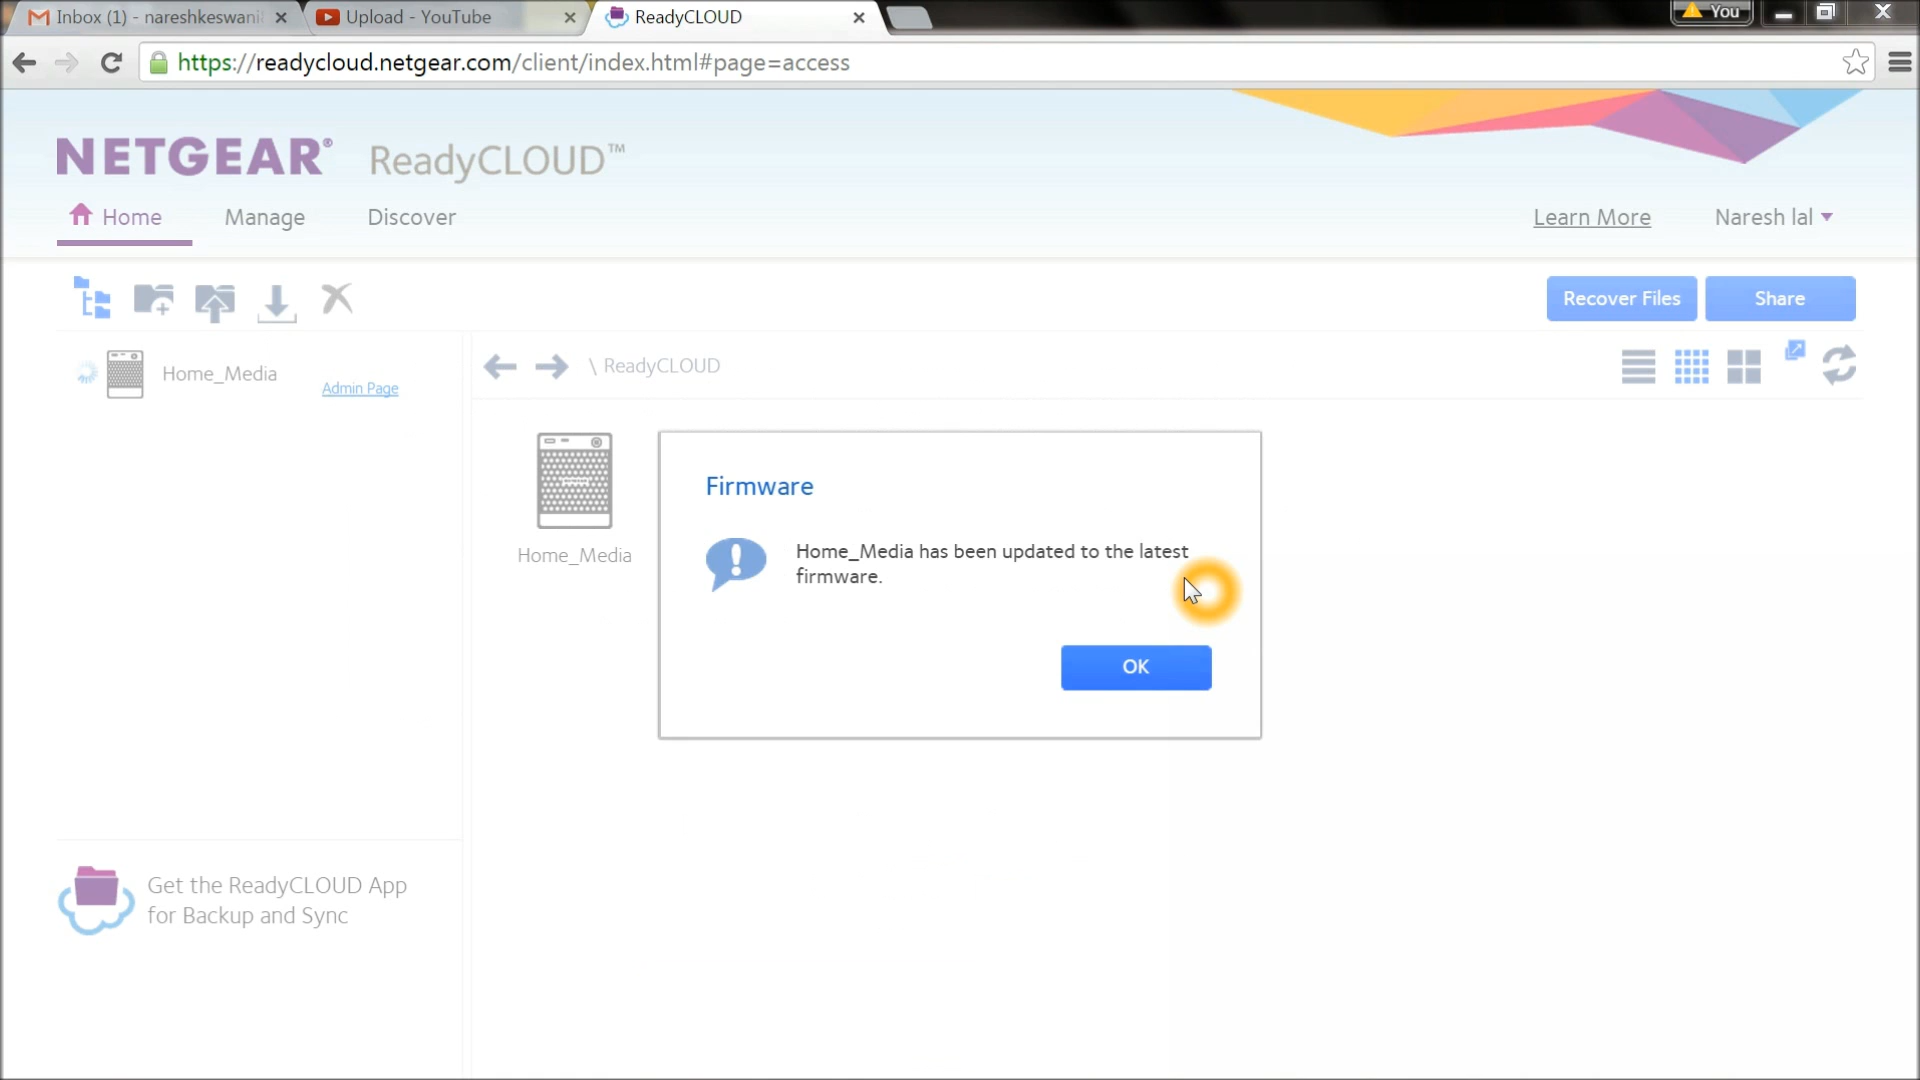 Inbox (1) - nareshkeswani
Upload - YouTube
ReadyCLOUD
You
https://readycloud.netgear.com/client/index.html#page=access
NETGEAR® ReadyCLOUD™
Home
Manage
Discover
Learn More
Naresh lal
Recover Files
Share
Home_Media
Admin Page
\ ReadyCLOUD
Home_Media
Firmware
Home_Media has been updated to the latest
firmware.
OK
Get the ReadyCLOUD App
for Backup and Sync